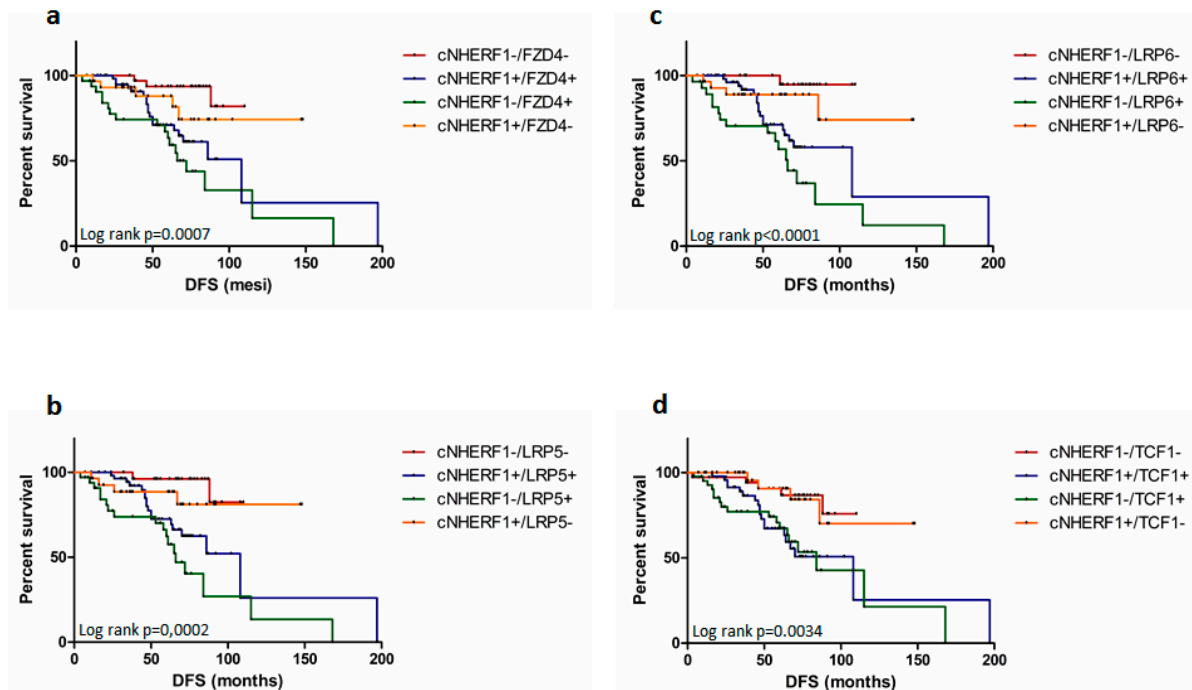 a
cNHERF1-/FZD4-
cNHERF1+/FZD4+
cNHERF1-/FZD4+
cNHERF1+/FZD4-
Percent survival
100
50
0
Log rank p=0.0007
0 50 100 150 200
DFS (mesi)
c
cNHERF1-/LRP6-
cNHERF1+/LRP6+
cNHERF1-/LRP6+
cNHERF1+/LRP6-
Percent survival
100
50
0
Log rank p<0.0001
0 50 100 150 200
DFS (months)
b
cNHERF1-/LRP5-
cNHERF1+/LRP5+
cNHERF1-/LRP5+
cNHERF1+/LRP5-
Percent survival
100
50
0
Log rank p=0,0002
0 50 100 150 200
DFS (months)
d
cNHERF1-/TCF1-
cNHERF1+/TCF1+
cNHERF1-/TCF1+
cNHERF1+/TCF1-
Percent survival
100
50
0
Log rank p=0.0034
0 50 100 150 200
DFS (months)